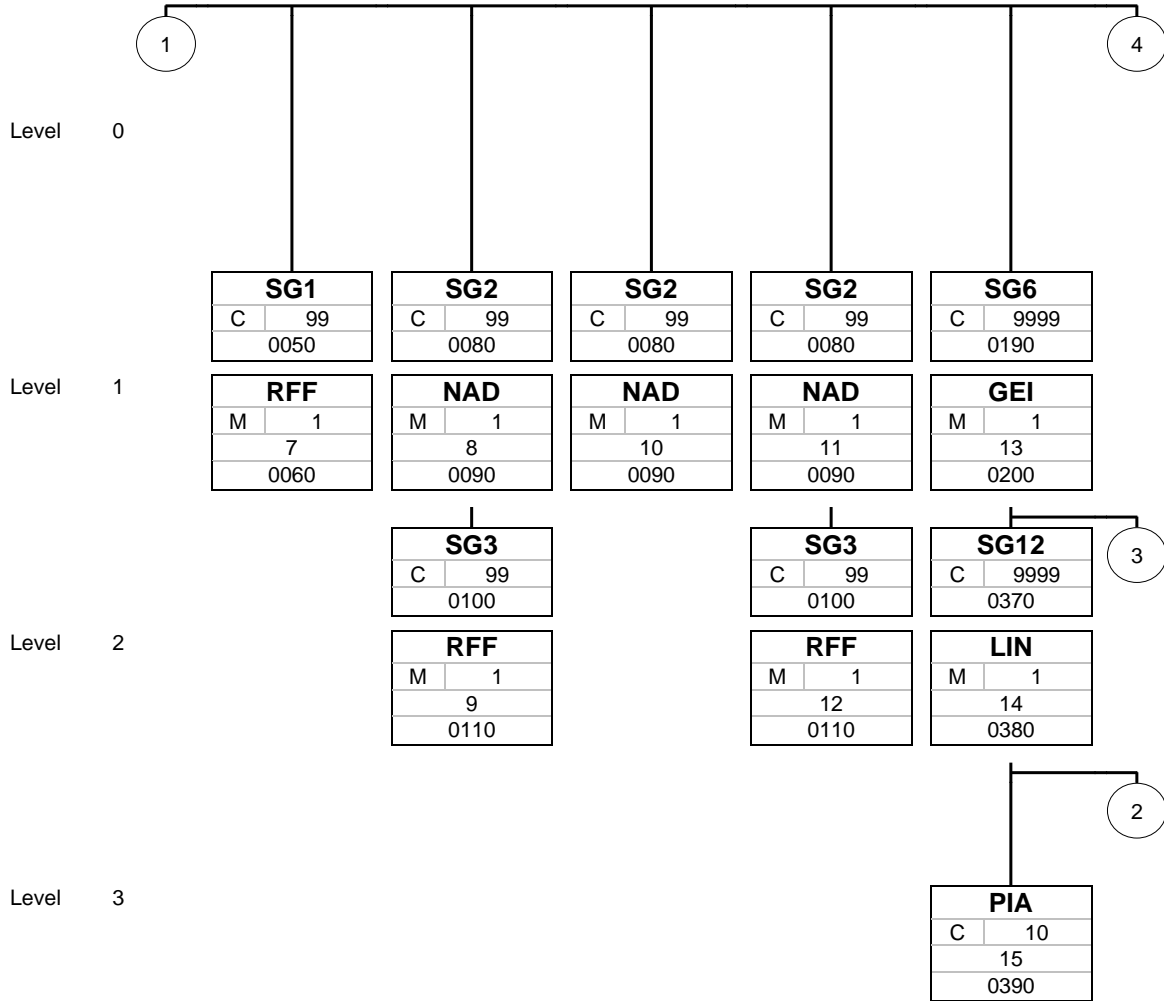 1 4
Level 0
SG1 SG2 SG2 SG2 SG6
C 99 C 99 C 99 C 99 C 9999
0050 0080 0080 0080 0190
Level 1
RFF NAD NAD NAD GEI
M 1 M 1 M 1 M 1 M 1
7 8 10 11 13
0060 0090 0090 0090 0200
SG3 SG3 SG12 3
C 99 C 99 C 9999
0100 0100 0370
Level 2
RFF RFF LIN
M 1 M 1 M 1
9 12 14
0110 0110 0380
2
Level 3
PIA
C 10
15
0390